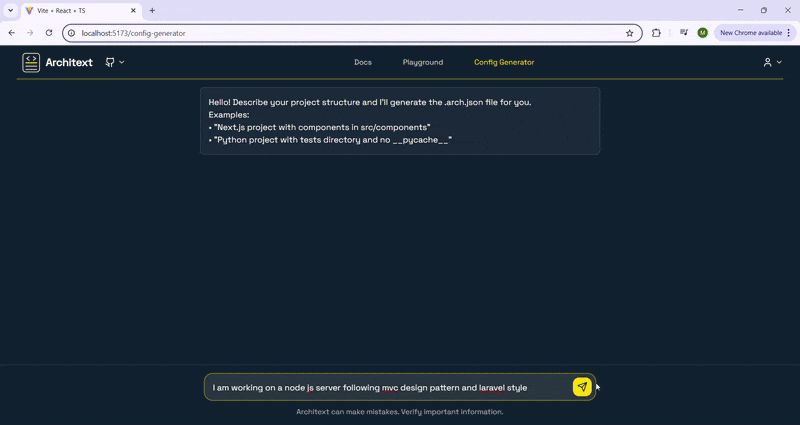 Vite + React + TS
localhost:5173/config-generator
M
New Chrome available
Architext
Docs
Playground
Config Generator
Hello! Describe your project structure and I'll generate the .arch.json file for you.
Examples:
• "Next.js project with components in src/components"
• "Python project with tests directory and no __pycache__"
I am working on a node js server following mvc design pattern and laravel style
Architext can make mistakes. Verify important information.